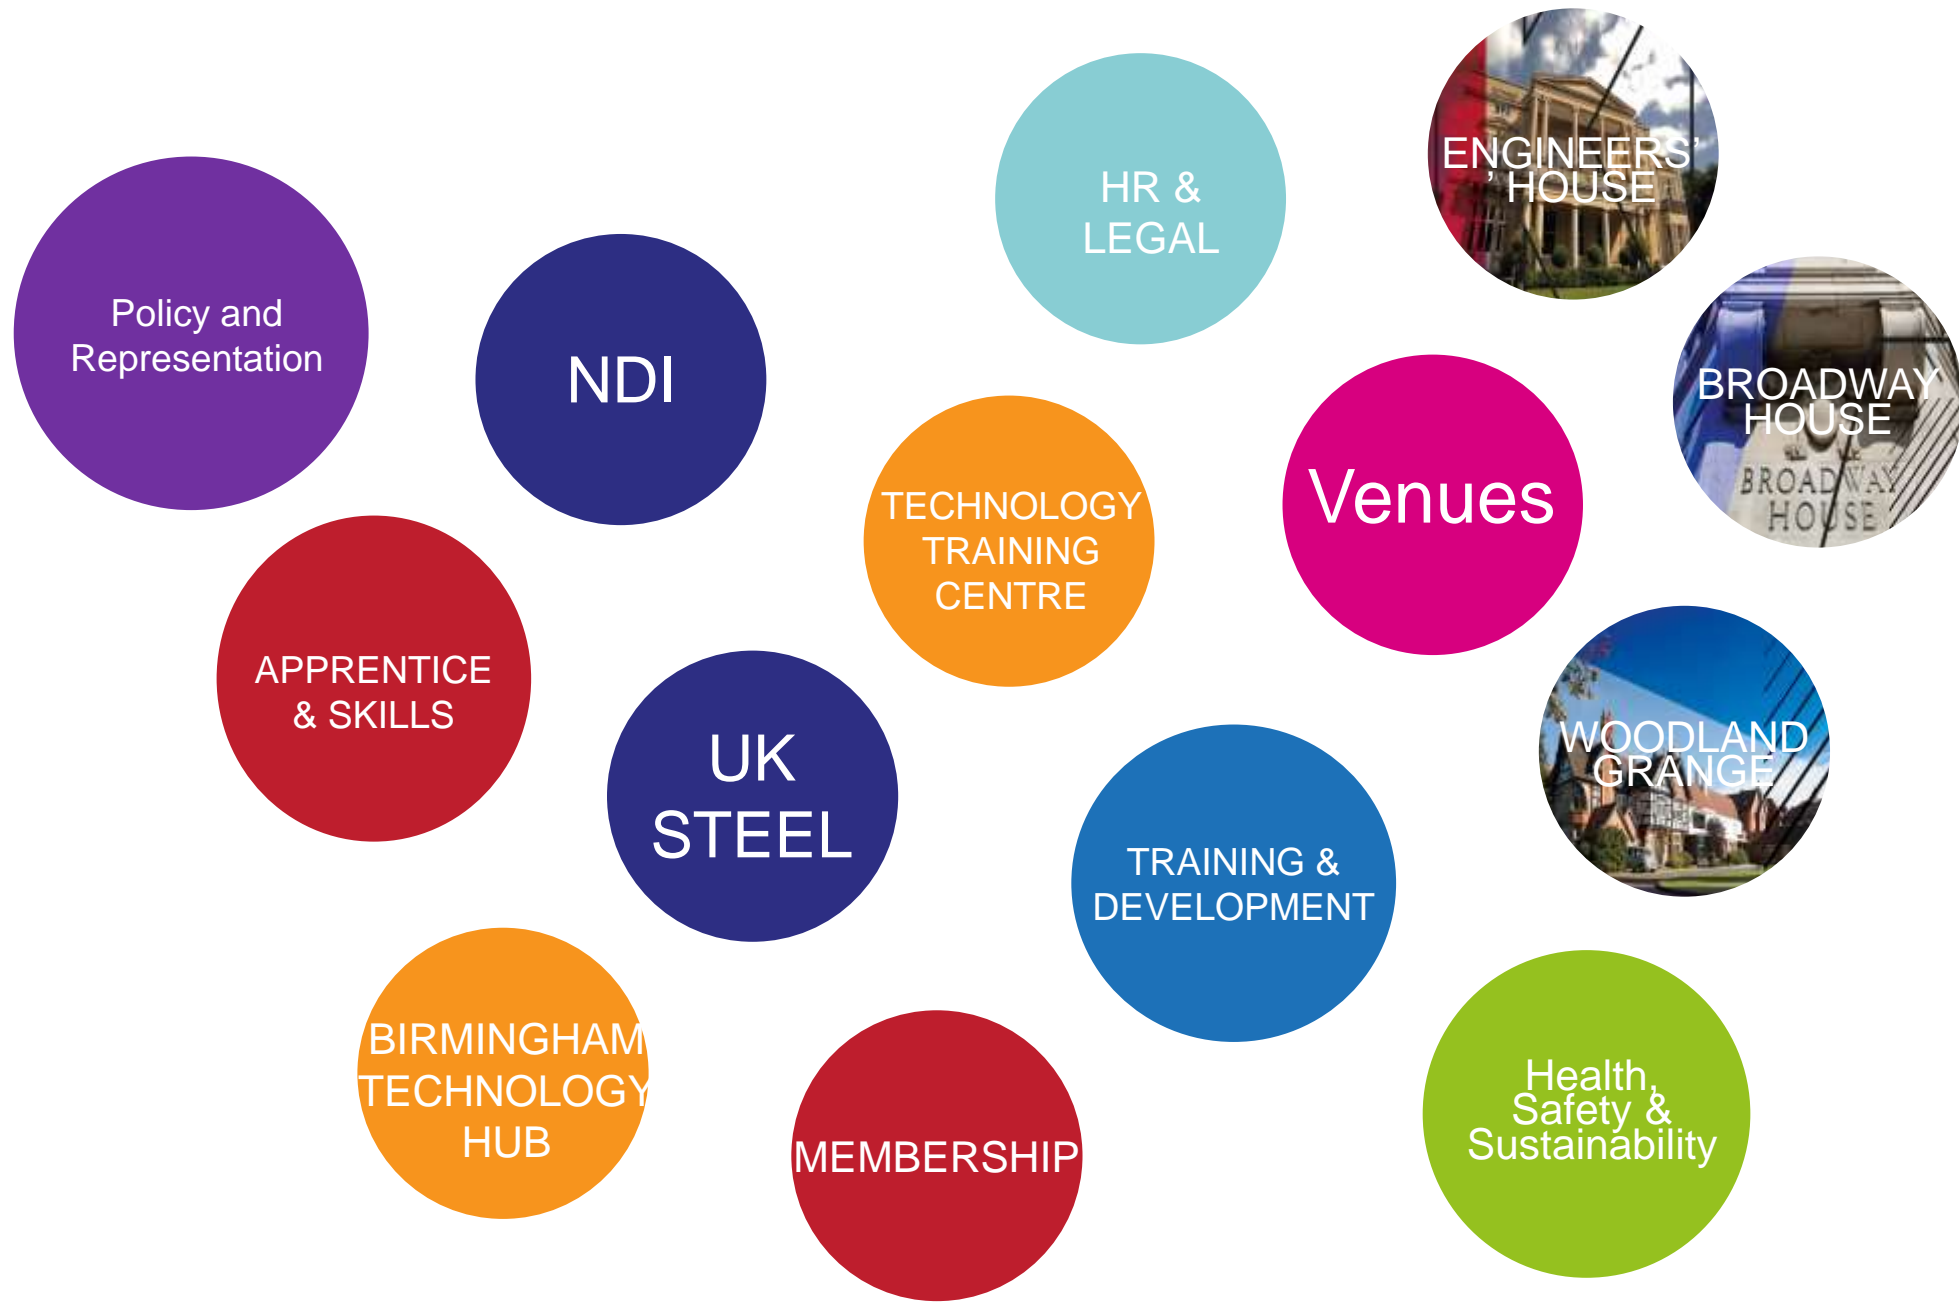 Policy and
Representation
NDI
HR &
LEGAL
ENGINEERS’
’ HOUSE
BROADWAY
HOUSE
BROADWAY
HOUSE
Venues
TECHNOLOGY
TRAINING
CENTRE
APPRENTICE
& SKILLS
UK
STEEL
WOODLAND
GRANGE
TRAINING &
DEVELOPMENT
BIRMINGHAM
TECHNOLOGY
HUB
MEMBERSHIP
Health,
Safety &
Sustainability